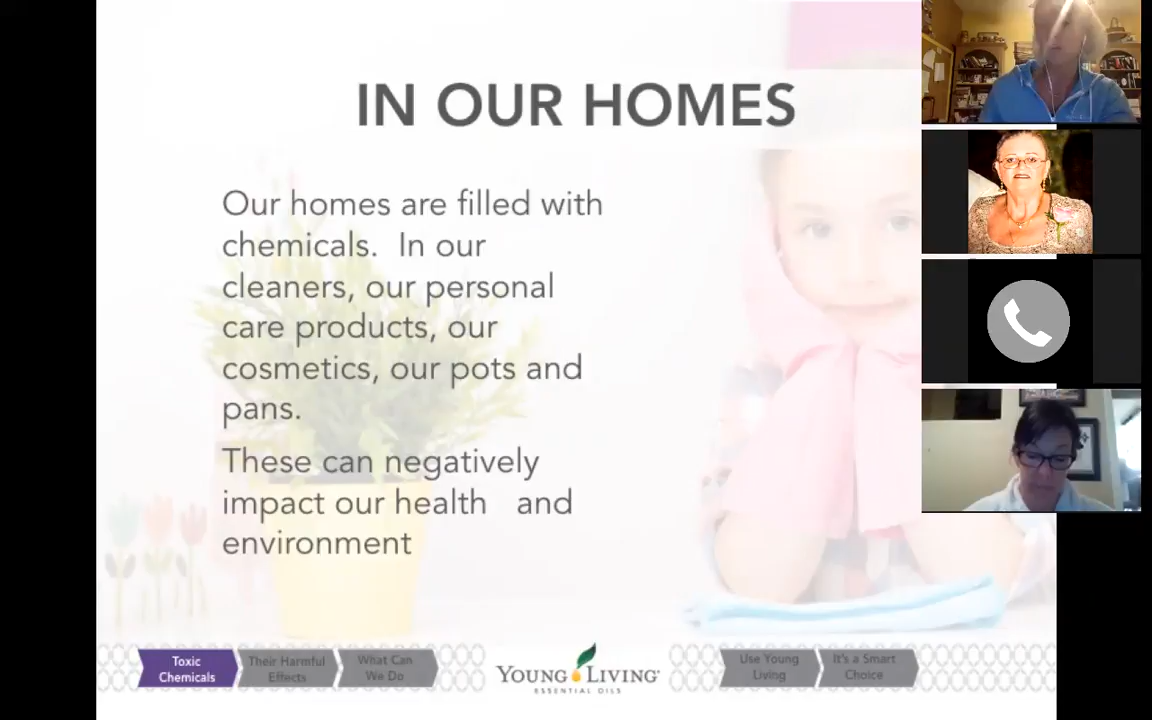 IN OUR HOMES
Our homes are filled with
chemicals. In our
cleaners, our personal
care products, our
cosmetics, our pots and
pans.
These can negatively
impact our health and
environment
Toxic
Chemicals
Their Harmful
Effects
What Can
We Do
YOUNG LIVING
ESSENTIAL OILS
Use Young
Living
It's a Smart
Choice